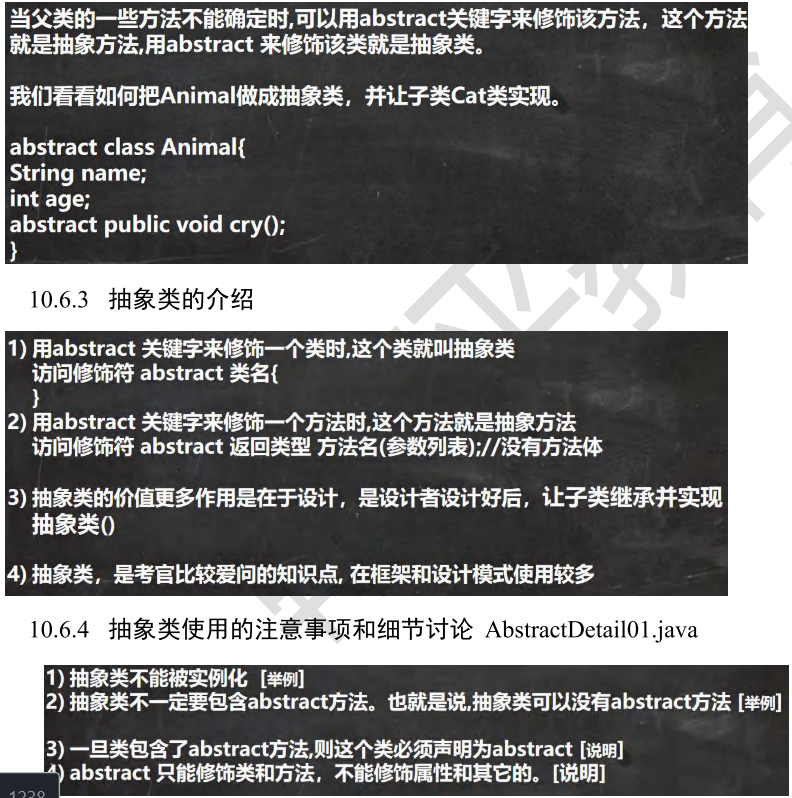 当父类的一些方法不能确定时,可以用abstract关键字来修饰该方法，这个方法
就是抽象方法,用abstract 来修饰该类就是抽象类。
我们看看如何把Animal做成抽象类，并让子类Cat类实现。
abstract class Animal{
String name;
int age;
abstract public void cry();
}
10.6.3 抽象类的介绍
1) 用abstract 关键字来修饰一个类时,这个类就叫抽象类
访问修饰符 abstract 类名{
}
2) 用abstract 关键字来修饰一个方法时,这个方法就是抽象方法
访问修饰符 abstract 返回类型 方法名(参数列表);//没有方法体
3) 抽象类的价值更多作用是在于设计，是设计者设计好后，让子类继承并实现
抽象类()
4) 抽象类，是考官比较爱问的知识点, 在框架和设计模式使用较多
10.6.4 抽象类使用的注意事项和细节讨论 AbstractDetail01.java
1) 抽象类不能被实例化 [举例]
2) 抽象类不一定要包含abstract方法。也就是说,抽象类可以没有abstract方法 [举例]
3) 一旦类包含了abstract方法,则这个类必须声明为abstract [说明]
4) abstract 只能修饰类和方法，不能修饰属性和其它的。[说明]